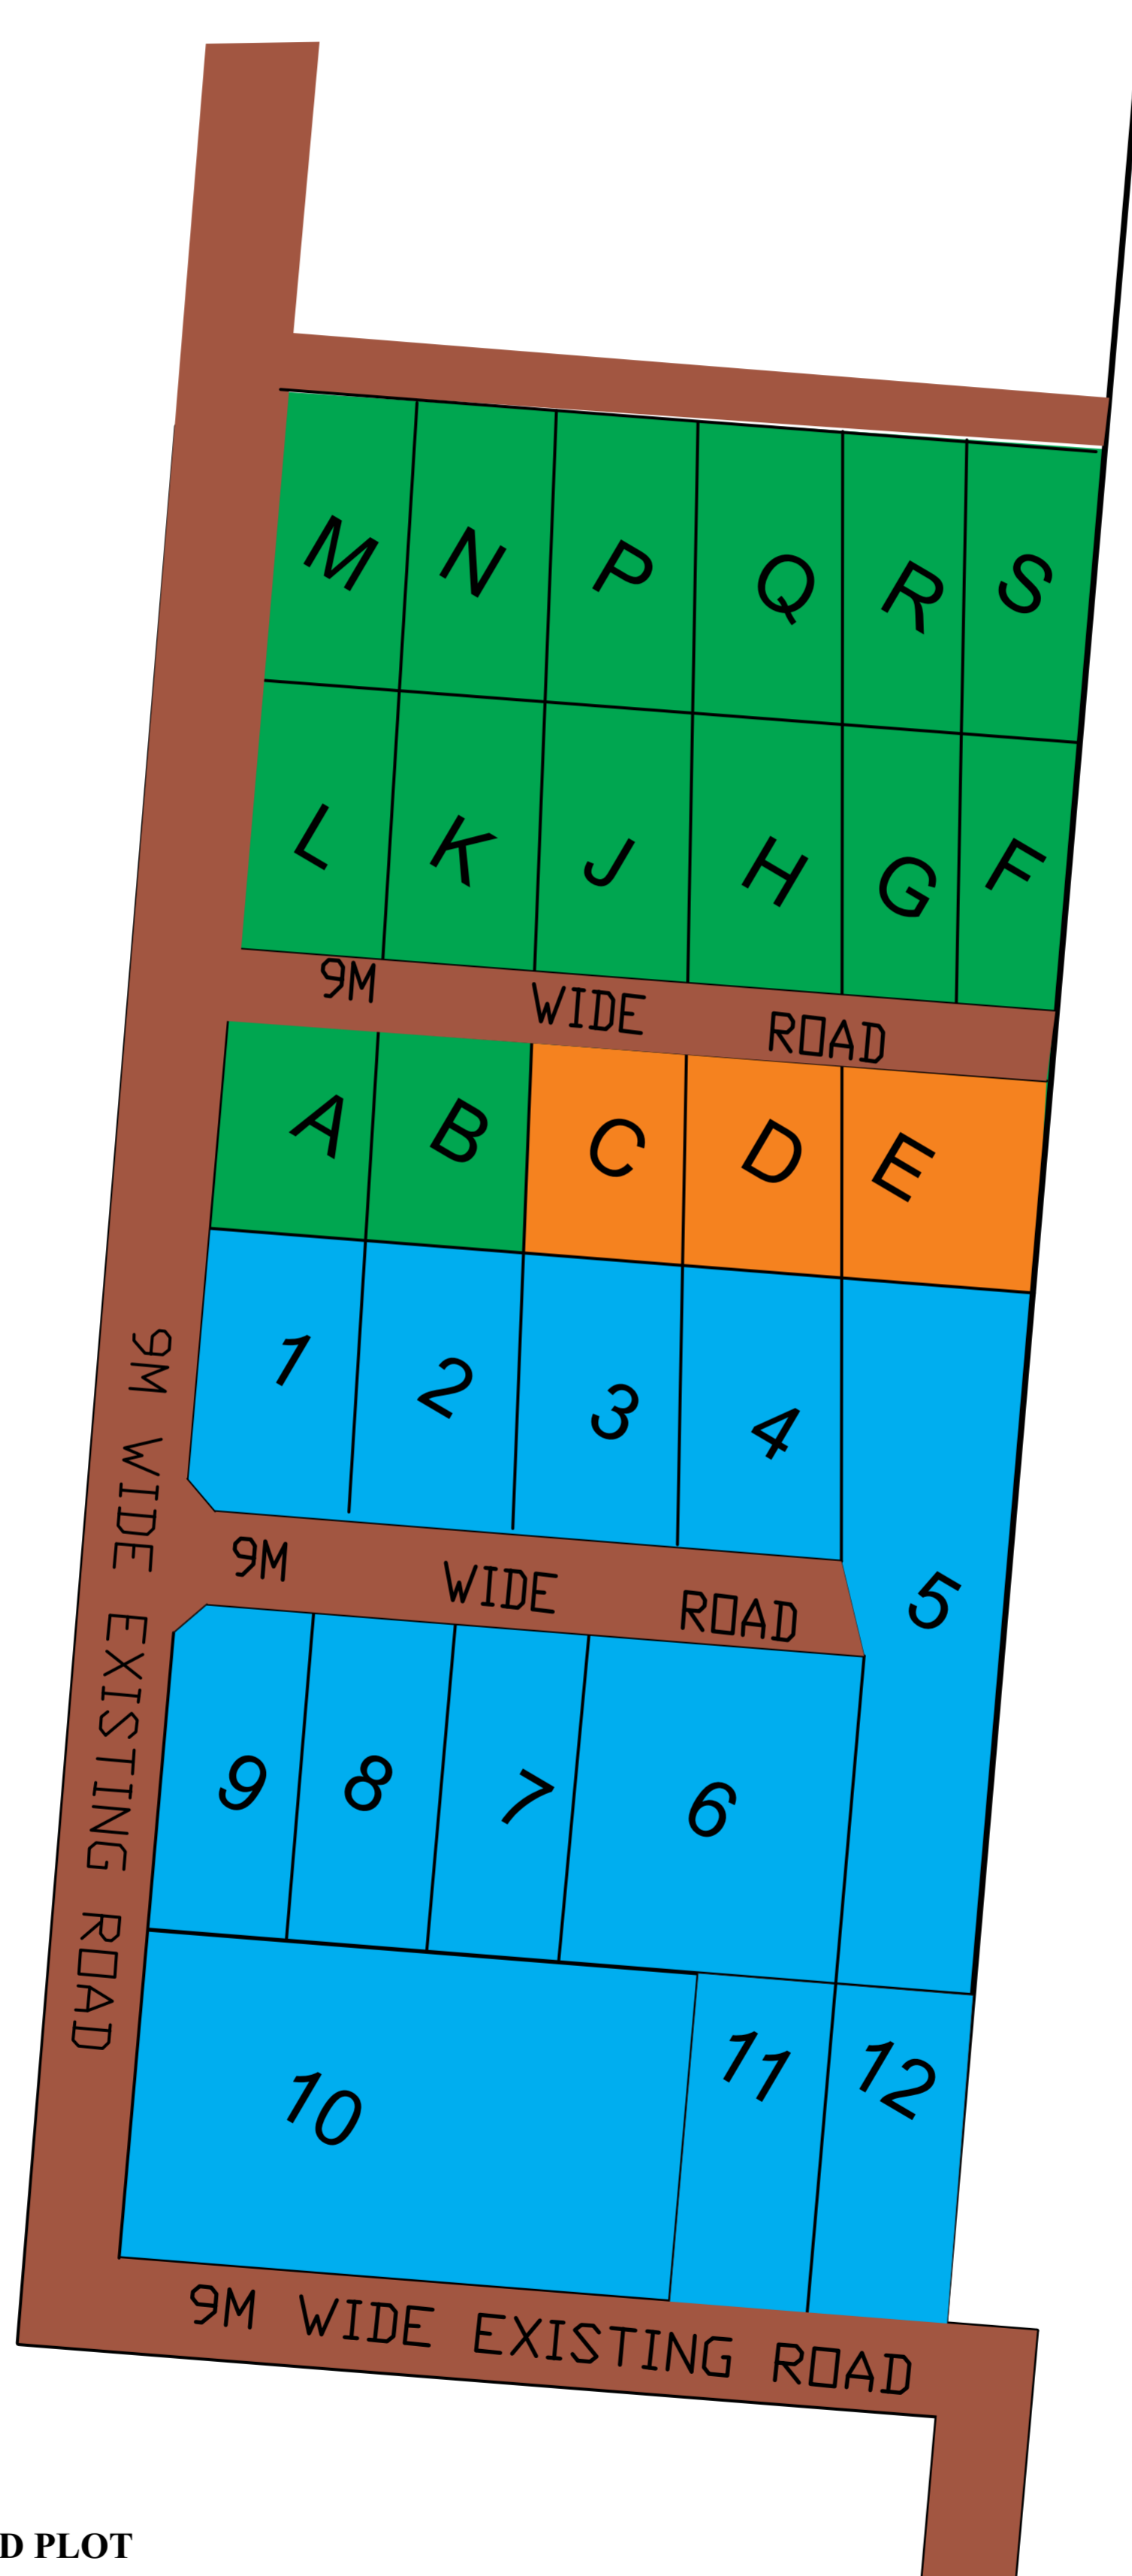 M N P Q R S
L K J H G F
9M WIDE ROAD
A B C D E
1 2 3 4
5
9M WIDE ROAD
9M WIDE EXISTING ROAD
9 8 7 6
10 11 12
9M WIDE EXISTING ROAD
D PLOT